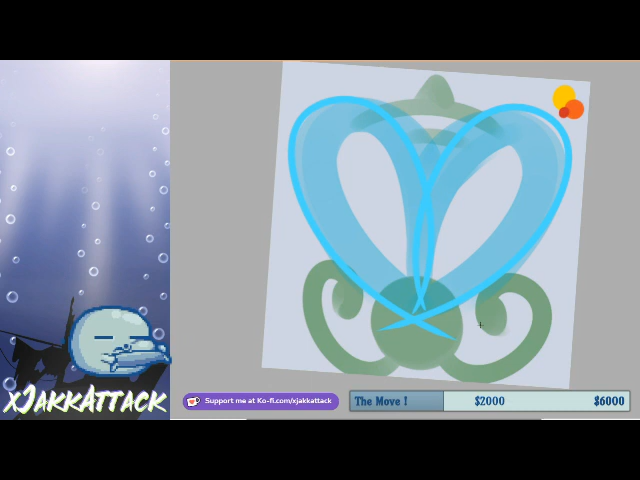 xJakkAttack
Support me at Ko-fi.com/xjakkattack
The Move ! $2000 $6000